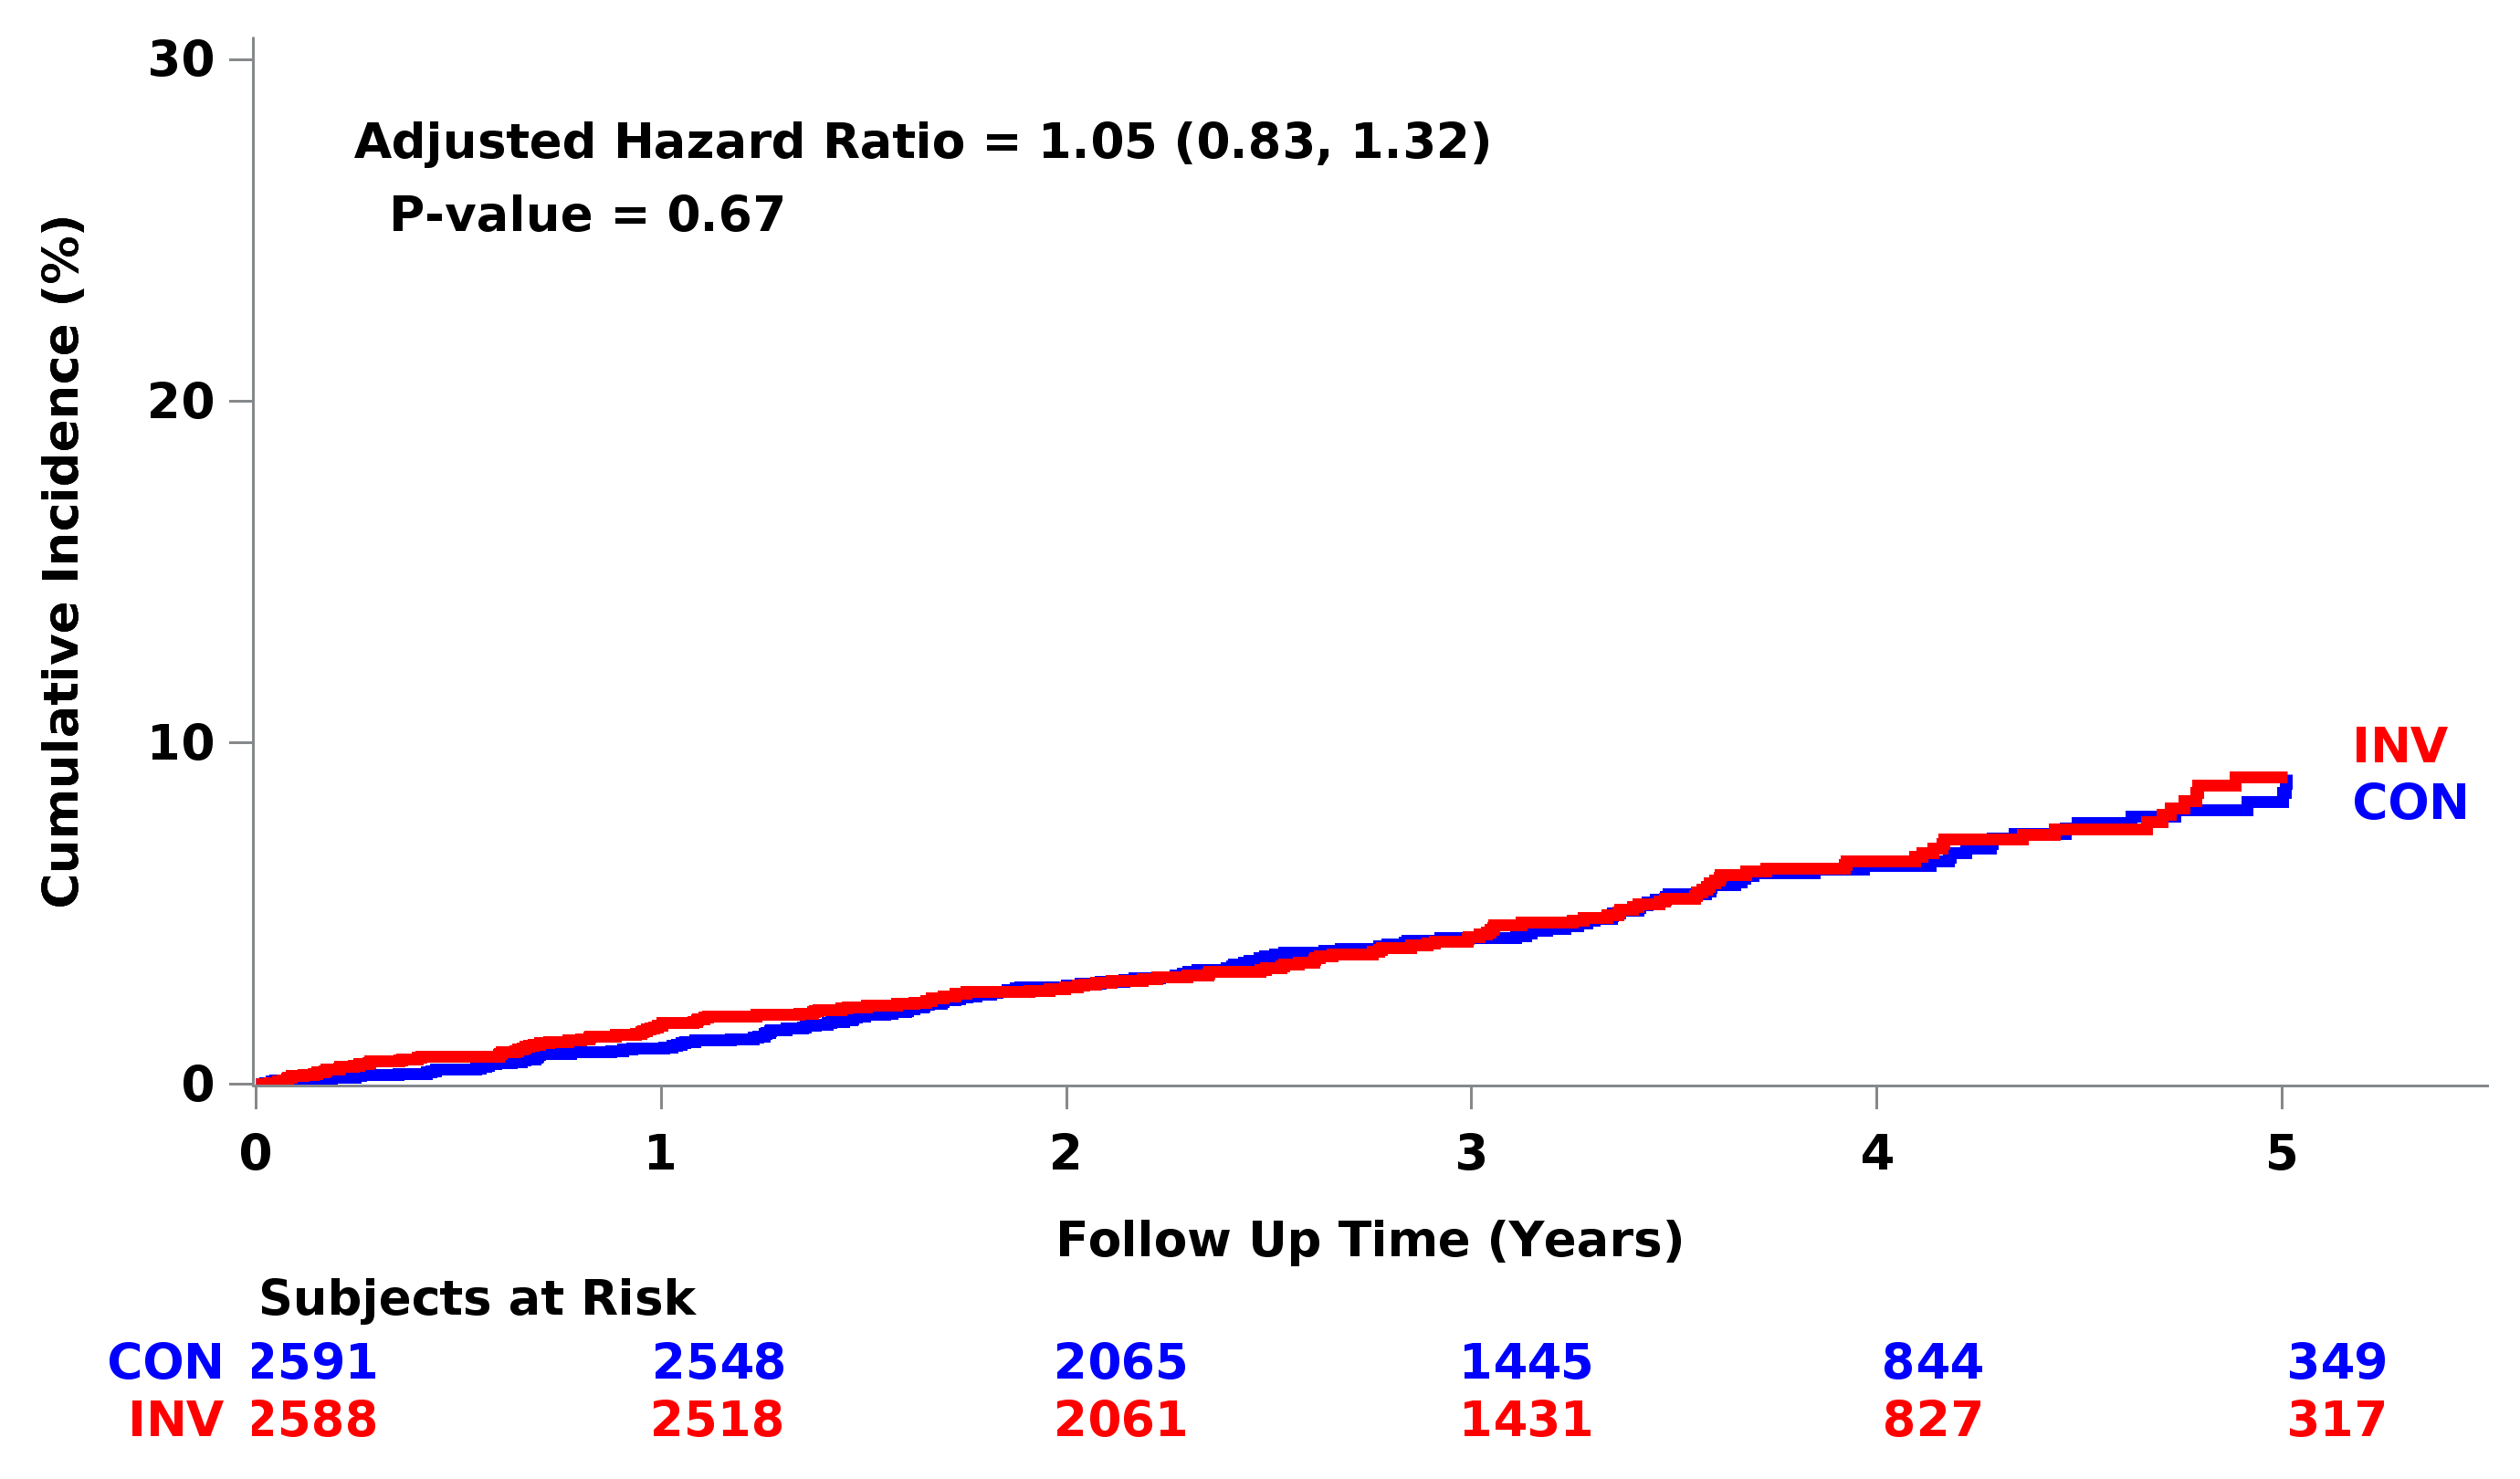 30
Adjusted Hazard Ratio = 1.05 (0.83, 1.32)
P-value = 0.67
20
Cumulative Incidence (%)
10
INV
CON
0
0 1 2 3 4 5
Follow Up Time (Years)
Subjects at Risk
CON 2591 2548 2065 1445 844 349
INV 2588 2518 2061 1431 827 317